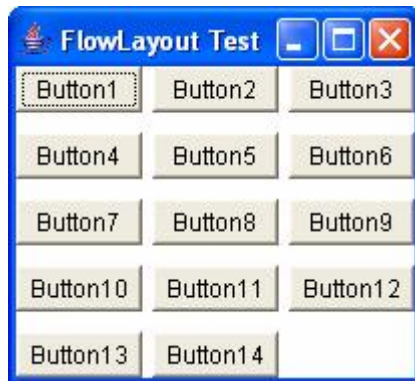 FlowLayout Test
Button1 Button2 Button3
Button4 Button5 Button6
Button7 Button8 Button9
Button10 Button11 Button12
Button13 Button14